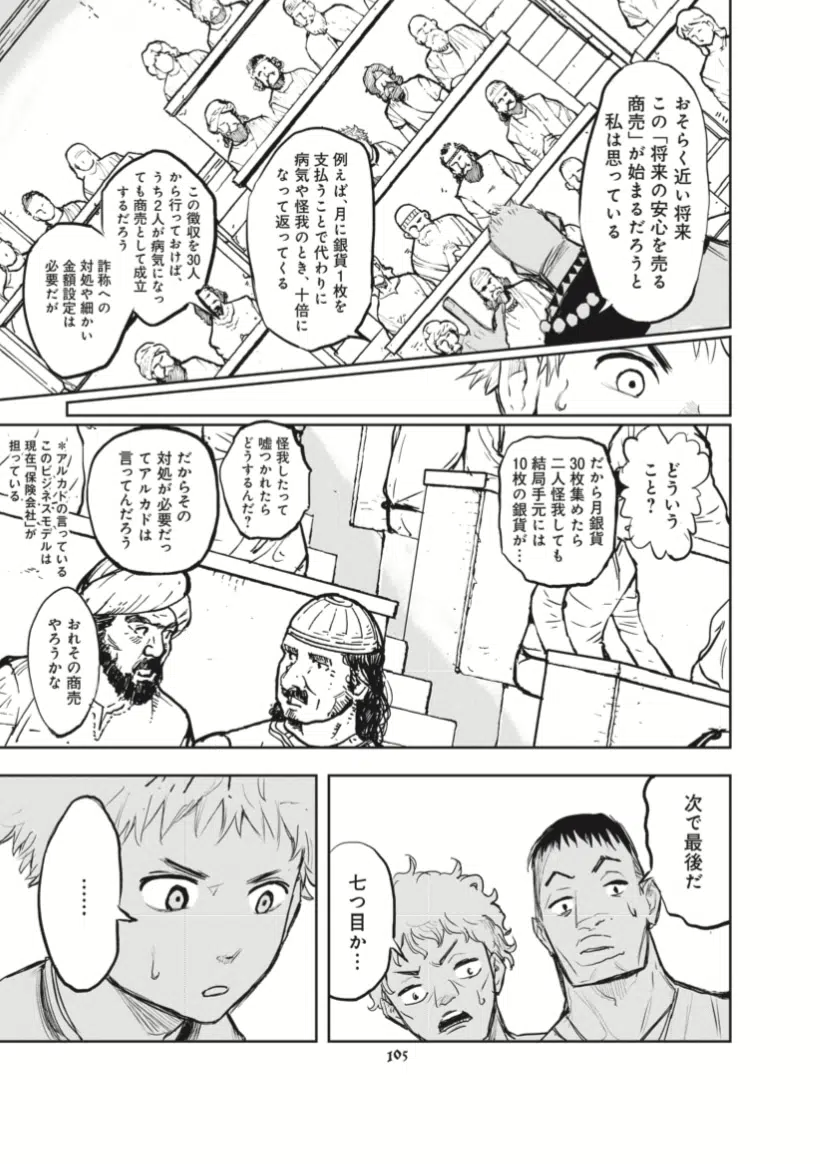 おそらく近い将来
この「将来の安心を売る
商売」が始まるだろうと
私は思っている
例えば、月に銀貨1枚を
支払うことで代わりに
病気や怪我のとき、十倍に
なって返ってくる
この徴収を30人
から行っておけば、
うち2人が病気になっ
ても商売として成立
するだろう
詐称への
対処や細かい
金額設定は
必要だが
どういう
こと?
だから月銀貨
30枚集めたら
二人怪我しても
結局手元には
10枚の銀貨が…
怪我したって
嘘つかれたら
どうするんだ?
だからその
対処が必要だっ
てアルカドは
言ってんだろう
おれその商売
やろうかな
*アルカドの言っている
このビジネスモデルは
現在「保険会社」が
担っている
次で最後だ
七つ目か…
……
105